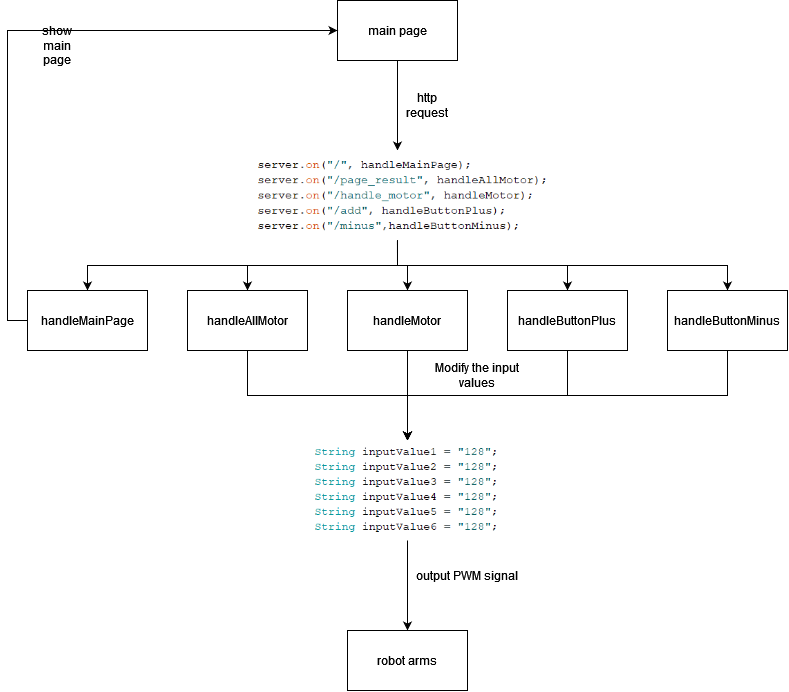 show
main
page
main page
http
request
server.on("/", handleMainPage);
server.on("/page_result", handleAllMotor);
server.on("/handle_motor", handleMotor);
server.on("/add", handleButtonPlus);
server.on("/minus",handleButtonMinus);
handleMainPage
handleAllMotor
handleMotor
handleButtonPlus
handleButtonMinus
Modify the input
values
String inputValue1 = "128";
String inputValue2 = "128";
String inputValue3 = "128";
String inputValue4 = "128";
String inputValue5 = "128";
String inputValue6 = "128";
output PWM signal
robot arms